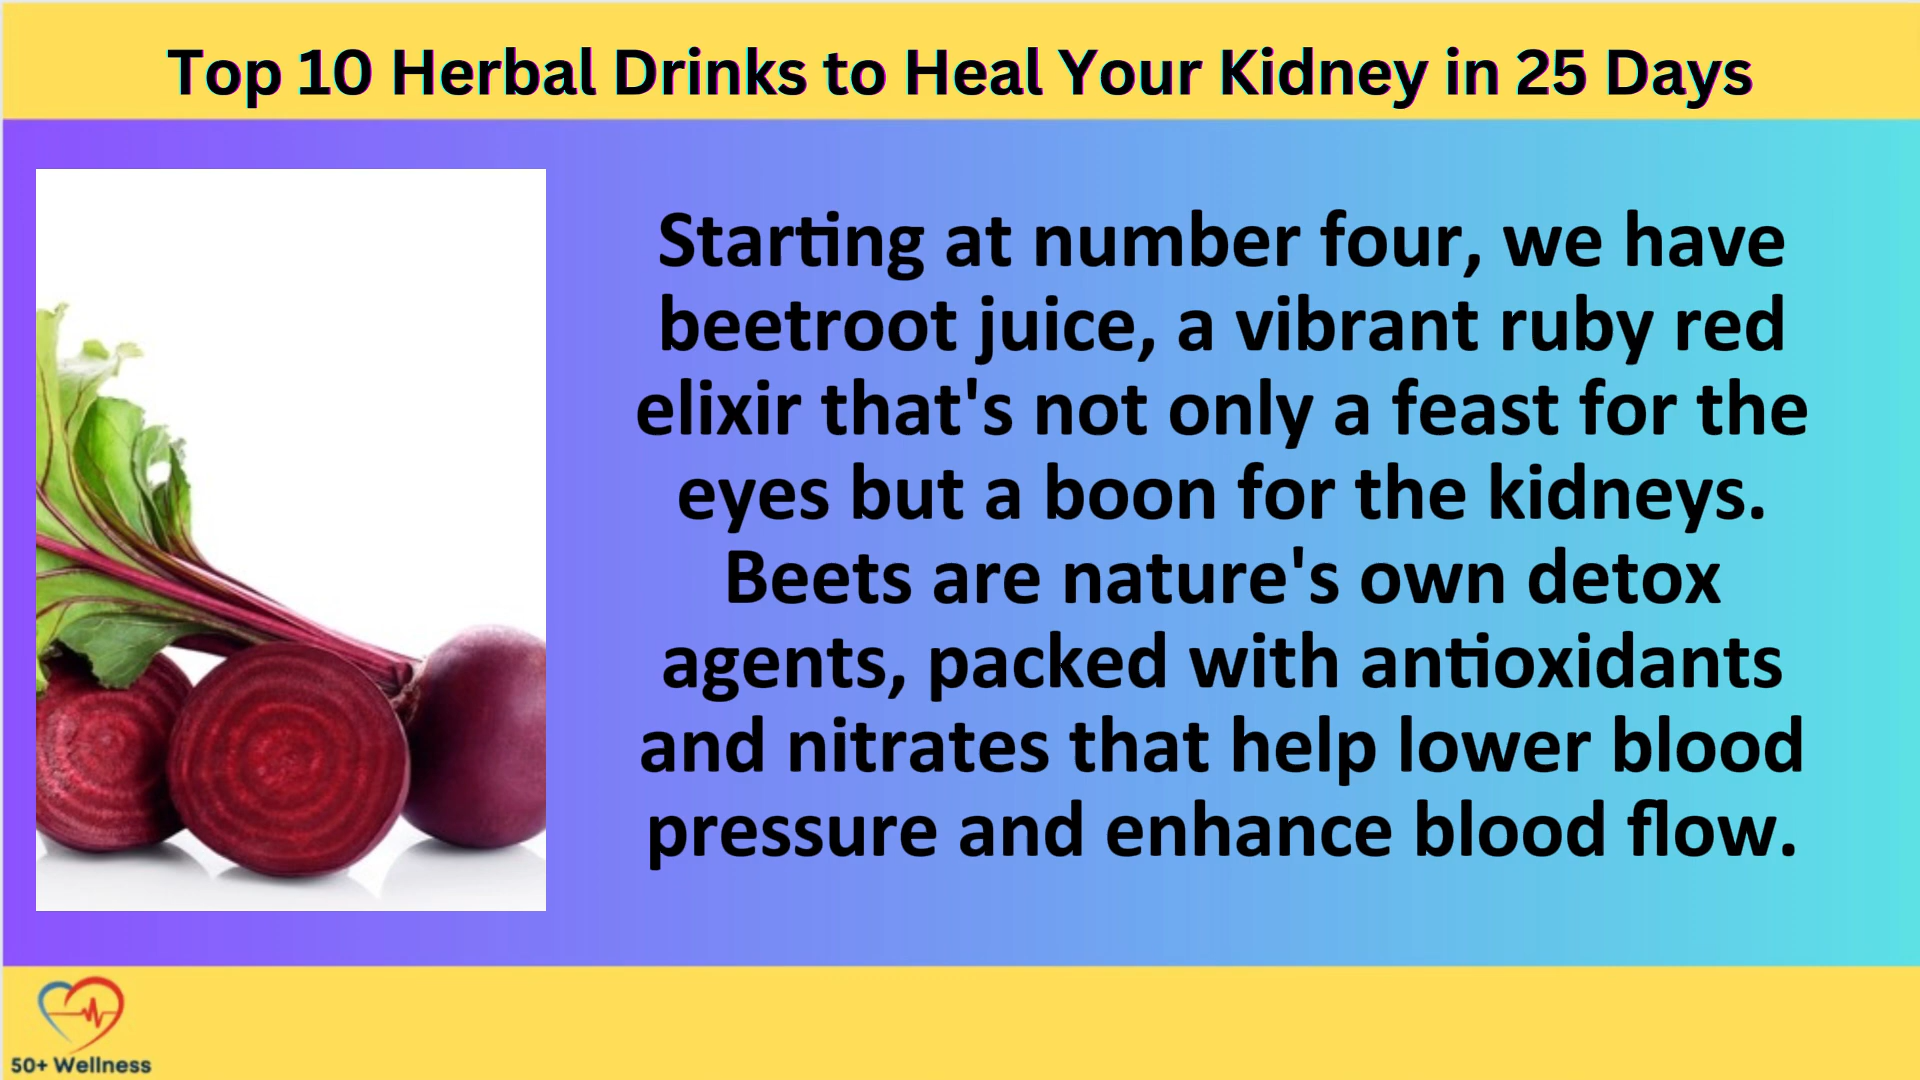 Top 10 Herbal Drinks to Heal Your Kidney in 25 Days
Starting at number four, we have
beetroot juice, a vibrant ruby red
elixir that's not only a feast for the
eyes but a boon for the kidneys.
Beets are nature's own detox
agents, packed with antioxidants
and nitrates that help lower blood
pressure and enhance blood flow.
50+ Wellness